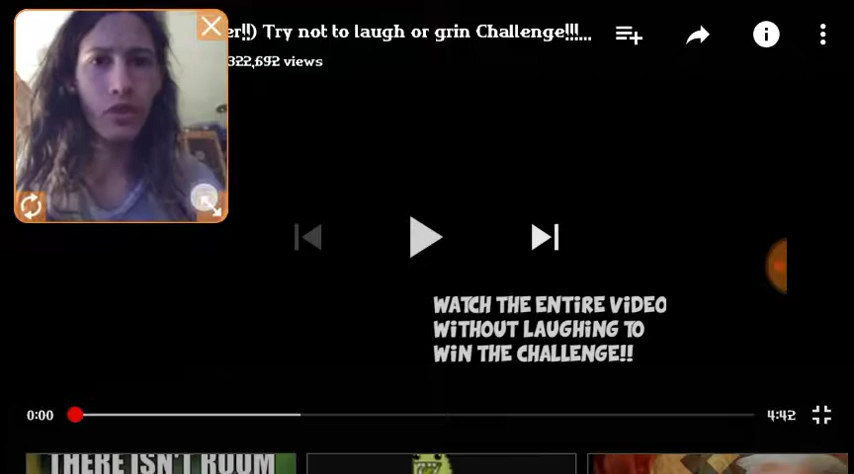 er!!) Try not to laugh or grin Challenge!!!...
322,692 views
WATCH THE ENTIRE VIDEO
WITHOUT LAUGHING TO
WIN THE CHALLENGE!!
0:00
4:42
THERE ISN'T ROOM